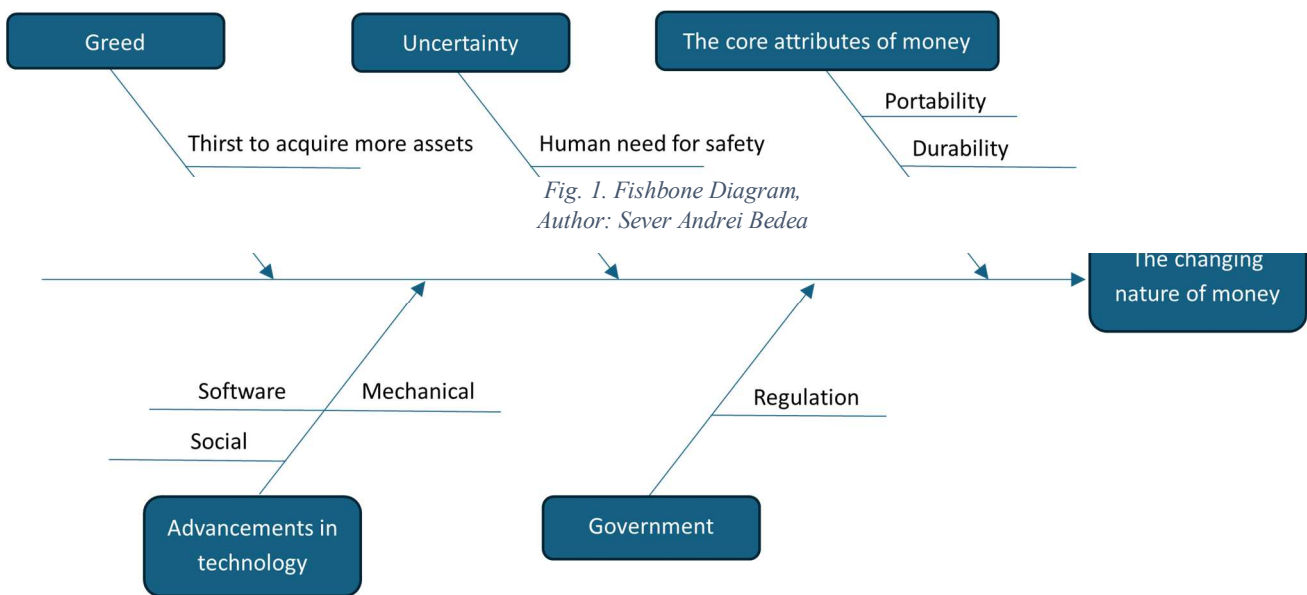 Greed
Uncertainty
The core attributes of money
Portability
Thirst to acquire more assets
Human need for safety
Durability
Fig. 1. Fishbone Diagram,
Author: Sever Andrei Bedea
The changing
nature of money
Software
Mechanical
Regulation
Social
Advancements in
technology
Government